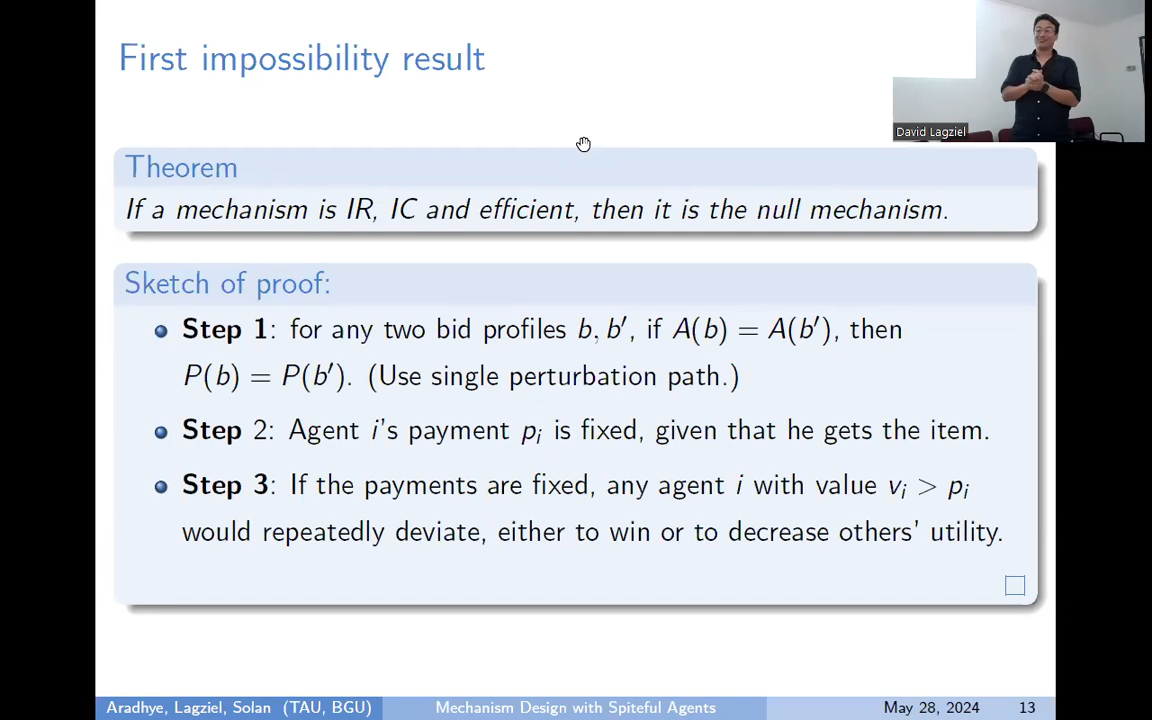 First impossibility result
David Lagziel
Theorem
If a mechanism is IR, IC and efficient, then it is the null mechanism.
Sketch of proof:
Step 1: for any two bid profiles b, b′, if A(b) = A(b′), then
P(b) = P(b′). (Use single perturbation path.)
Step 2: Agent i's payment pᵢ is fixed, given that he gets the item.
Step 3: If the payments are fixed, any agent i with value vᵢ > pᵢ
would repeatedly deviate, either to win or to decrease others' utility.
Aradhye, Lagziel, Solan (TAU, BGU) Mechanism Design with Spiteful Agents May 28, 2024 13